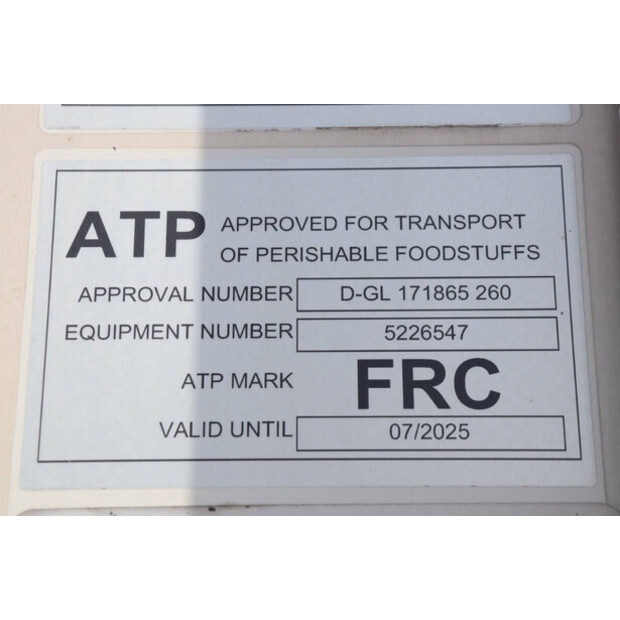 ATP APPROVED FOR TRANSPORT
OF PERISHABLE FOODSTUFFS
APPROVAL NUMBER D-GL 171865 260
EQUIPMENT NUMBER 5226547
ATP MARK FRC
VALID UNTIL 07/2025